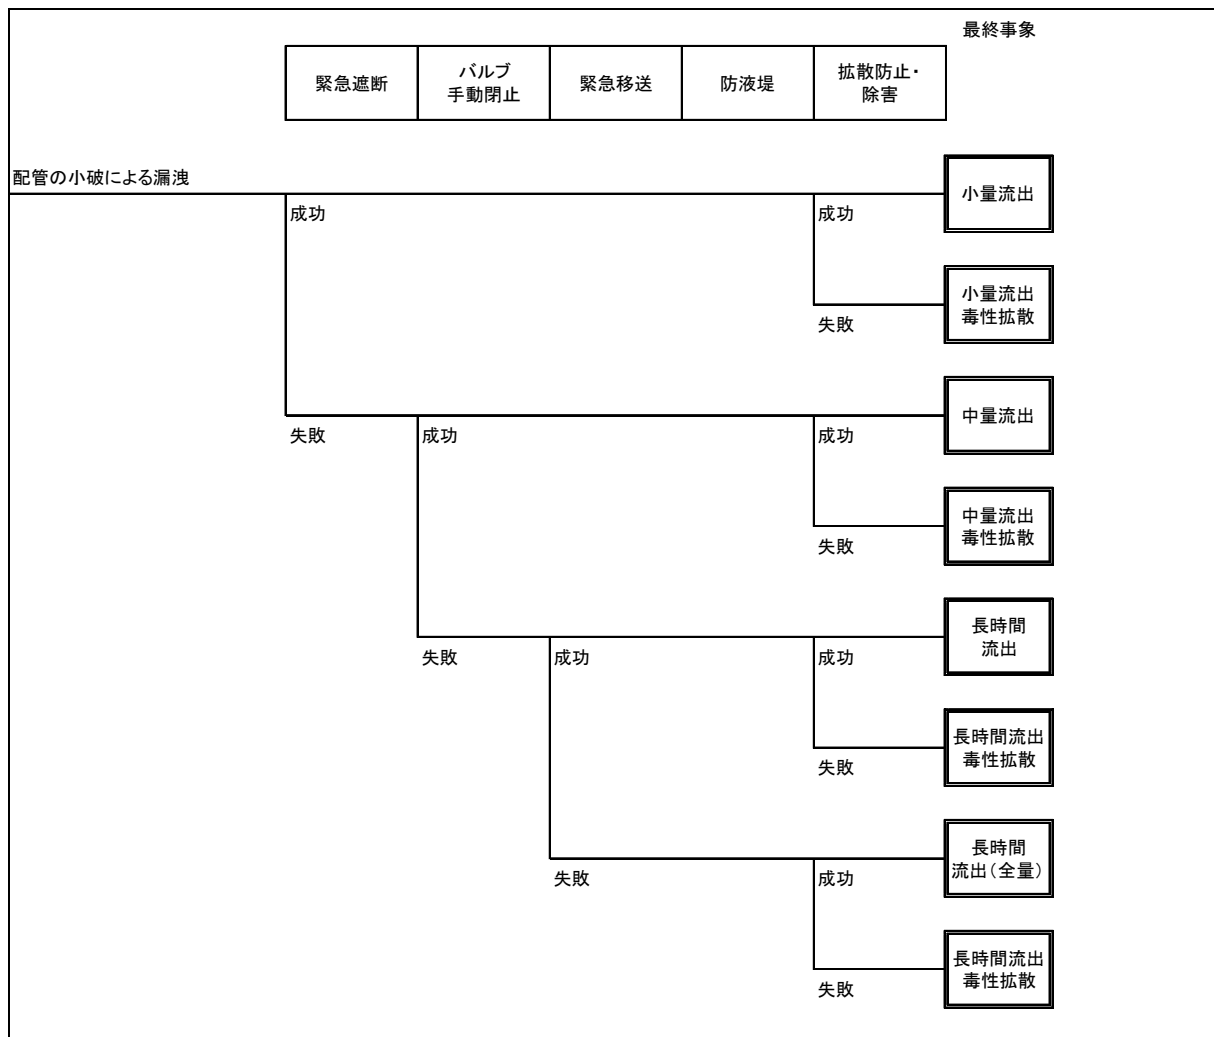 最終事象
緊急遮断
バルブ
手動閉止
緊急移送
防液堤
拡散防止・
除害
配管の小破による漏洩
小量流出
成功
成功
小量流出
毒性拡散
失敗
中量流出
失敗
成功
成功
中量流出
毒性拡散
失敗
長時間
流出
失敗
成功
成功
長時間流出
毒性拡散
失敗
長時間
流出(全量)
失敗
成功
長時間流出
毒性拡散
失敗